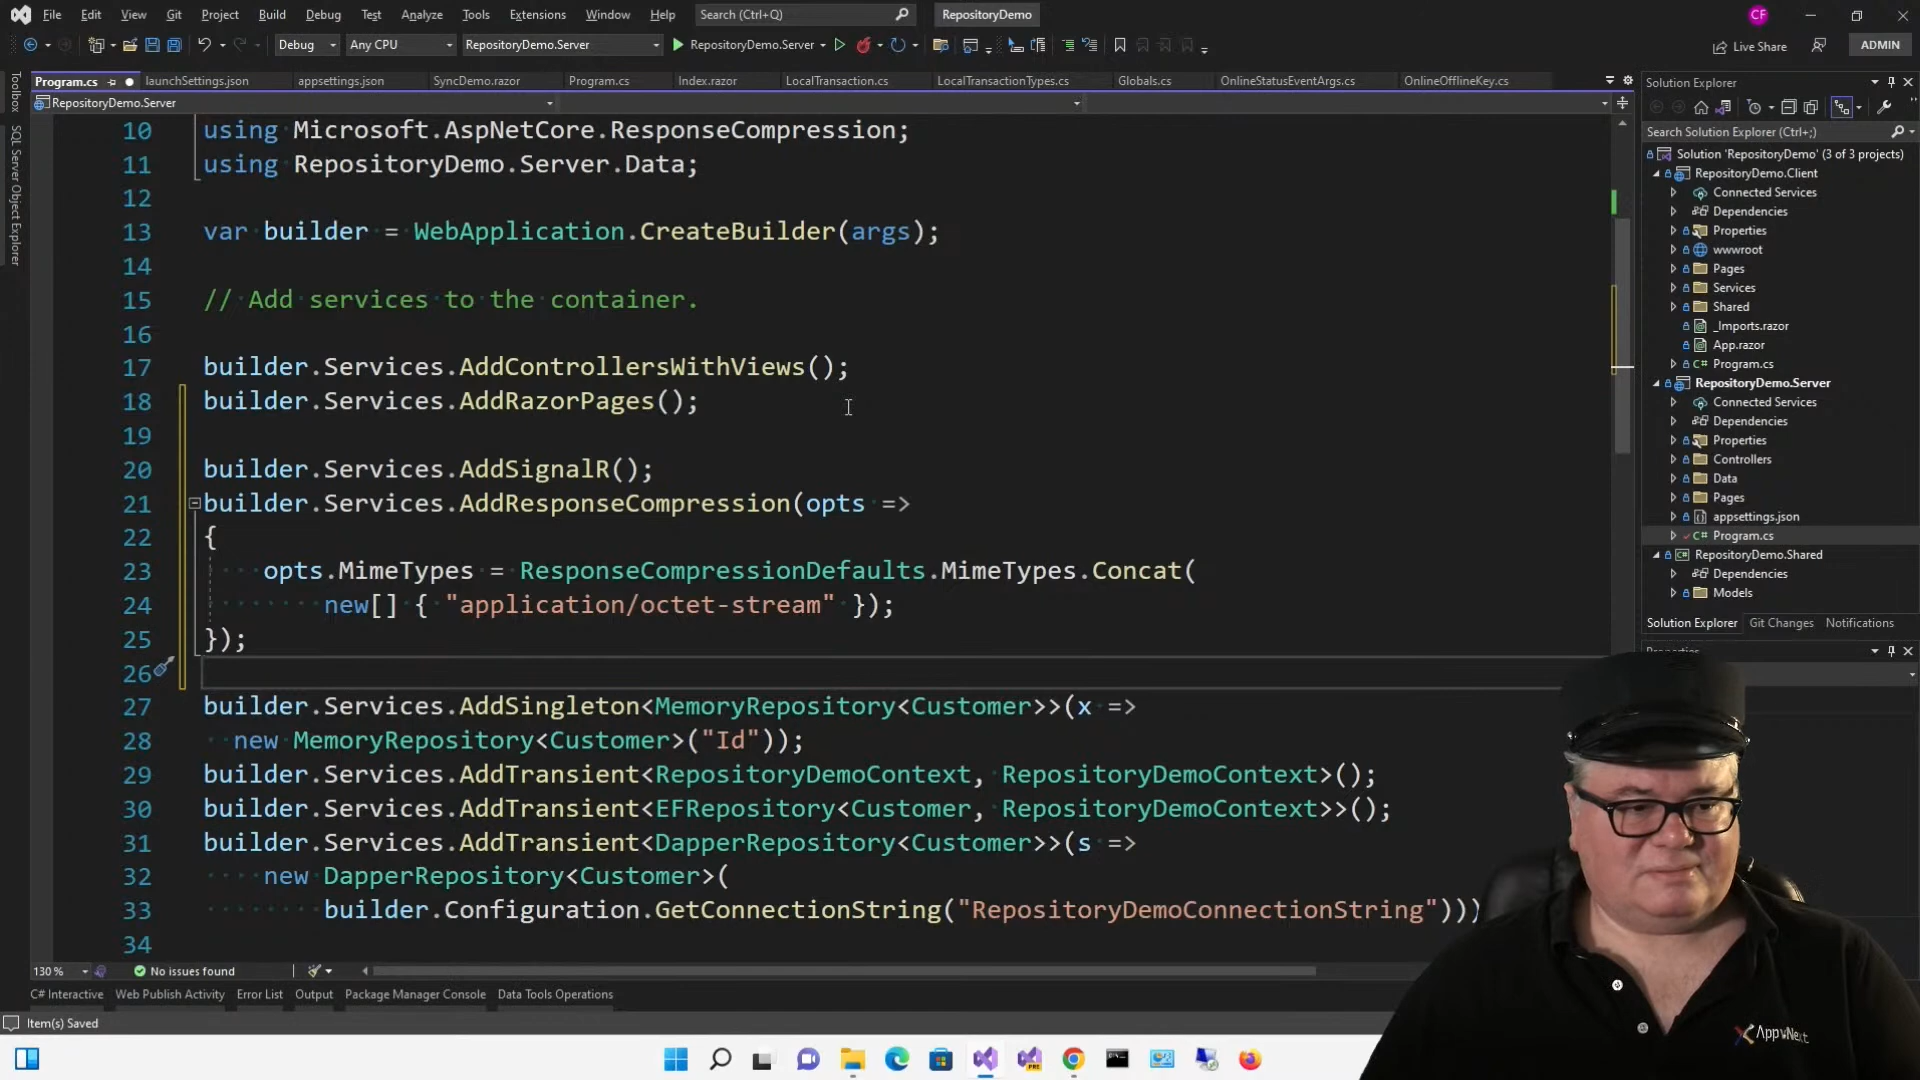 File Edit View Git Project Build Debug Test Analyze Tools Extensions Window Help Search (Ctrl+Q) RepositoryDemo CF
Debug Any CPU RepositoryDemo.Server RepositoryDemo.Server Live Share ADMIN
Program.cs launchSettings.json appsettings.json SyncDemo.razor Program.cs Index.razor LocalTransaction.cs LocalTransactionTypes.cs Globals.cs OnlineStatusEventArgs.cs OnlineOfflineKey.cs
RepositoryDemo.Server
Toolbox
SQL Server Object Explorer
10 using Microsoft.AspNetCore.ResponseCompression;
11 using RepositoryDemo.Server.Data;
12
13 var builder = WebApplication.CreateBuilder(args);
14
15 // Add services to the container.
16
17 builder.Services.AddControllersWithViews();
18 builder.Services.AddRazorPages();
19
20 builder.Services.AddSignalR();
21 builder.Services.AddResponseCompression(opts =>
22 {
23 opts.MimeTypes = ResponseCompressionDefaults.MimeTypes.Concat(
24 new[] { "application/octet-stream" });
25 });
26
27 builder.Services.AddSingleton<MemoryRepository<Customer>>(x =>
28 new MemoryRepository<Customer>("Id"));
29 builder.Services.AddTransient<RepositoryDemoContext, RepositoryDemoContext>();
30 builder.Services.AddTransient<EFRepository<Customer, RepositoryDemoContext>>();
31 builder.Services.AddTransient<DapperRepository<Customer>>(s =>
32 new DapperRepository<Customer>(
33 builder.Configuration.GetConnectionString("RepositoryDemoConnectionString")))
34
130 % No issues found
C# Interactive Web Publish Activity Error List Output Package Manager Console Data Tools Operations
Item(s) Saved
Solution Explorer
Search Solution Explorer (Ctrl+;)
Solution 'RepositoryDemo' (3 of 3 projects)
RepositoryDemo.Client
Connected Services
Dependencies
Properties
wwwroot
Pages
Services
Shared
_Imports.razor
App.razor
C# Program.cs
RepositoryDemo.Server
Connected Services
Dependencies
Properties
Controllers
Data
Pages
appsettings.json
C# Program.cs
RepositoryDemo.Shared
Dependencies
Models
Solution Explorer Git Changes Notifications
PRE
AppvNext